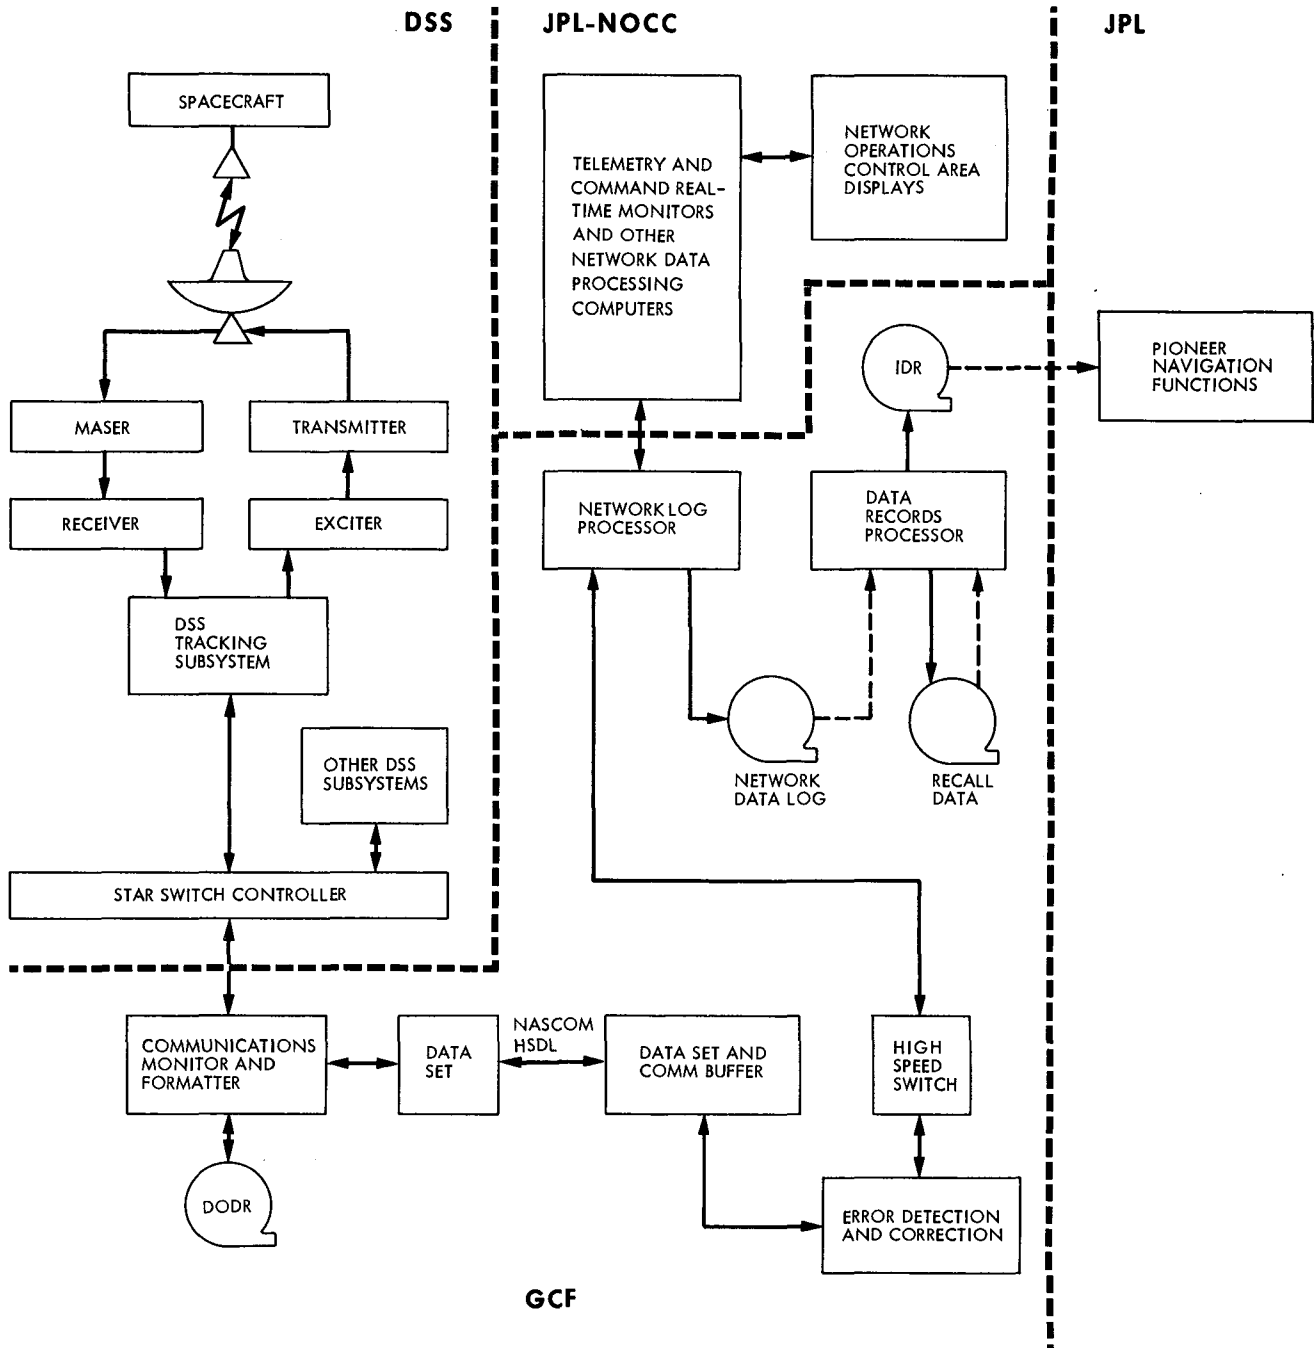 DSS
JPL-NOCC
JPL
SPACECRAFT
MASER
TRANSMITTER
RECEIVER
EXCITER
DSS
TRACKING
SUBSYSTEM
OTHER DSS
SUBSYSTEMS
STAR SWITCH CONTROLLER
TELEMETRY AND
COMMAND REAL-
TIME MONITORS
AND OTHER
NETWORK DATA
PROCESSING
COMPUTERS
NETWORK
OPERATIONS
CONTROL AREA
DISPLAYS
IDR
PIONEER
NAVIGATION
FUNCTIONS
NETWORK LOG
PROCESSOR
DATA
RECORDS
PROCESSOR
NETWORK
DATA LOG
RECALL
DATA
COMMUNICATIONS
MONITOR AND
FORMATTER
DATA
SET
NASCOM
HSDL
DATA SET AND
COMM BUFFER
HIGH
SPEED
SWITCH
DODR
ERROR DETECTION
AND CORRECTION
GCF